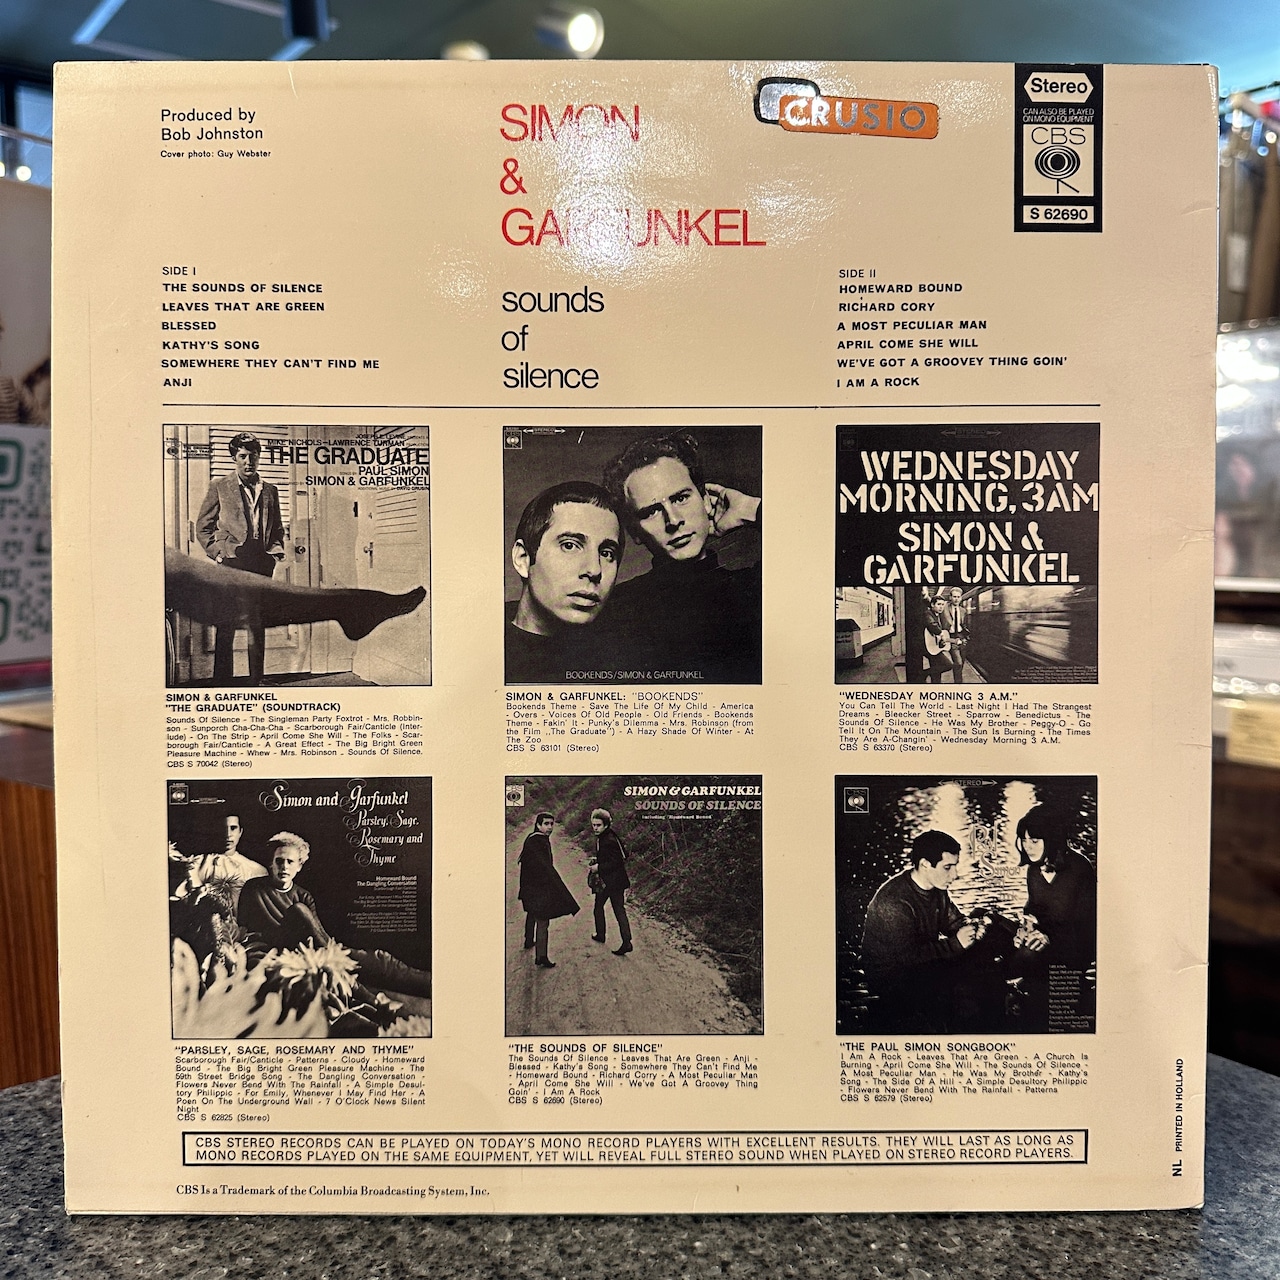 Produced by
Bob Johnston
Cover photo: Guy Webster
SIMON
&
GARFUNKEL
CRUSIO
Stereo
CAN ALSO BE PLAYED
ON MONO EQUIPMENT
CBS
S 62690
SIDE I
THE SOUNDS OF SILENCE
LEAVES THAT ARE GREEN
BLESSED
KATHY'S SONG
SOMEWHERE THEY CAN'T FIND ME
ANJI
sounds
of
silence
SIDE II
HOMEWARD BOUND
RICHARD CORY
A MOST PECULIAR MAN
APRIL COME SHE WILL
WE'VE GOT A GROOVEY THING GOIN'
I AM A ROCK
MIKE NICHOLS-LAWRENCE TURMAN
THE GRADUATE
PAUL SIMON
SIMON & GARFUNKEL
SIMON & GARFUNKEL
"THE GRADUATE" (SOUNDTRACK)
Sounds Of Silence - The Singleman Party Foxtrot - Mrs. Robbin-
son - Sunporch Cha-Cha-Cha - Scarborough Fair/Canticle (Inter-
lude) - On The Strip - April Come She Will - The Folks - Scar-
borough Fair/Canticle - A Great Effect - The Big Bright Green
Pleasure Machine - Whew - Mrs. Robinson - Sounds Of Silence.
CBS S 70042 (Stereo)
BOOKENDS/SIMON & GARFUNKEL
SIMON & GARFUNKEL: "BOOKENDS"
Bookends Theme - Save The Life Of My Child - America
- Overs - Voices Of Old People - Old Friends - Bookends
Theme - Fakin' It - Punky's Dilemma - Mrs. Robinson (from
the Film ,,The Graduate") - A Hazy Shade Of Winter - At
The Zoo
CBS S 63101 (Stereo)
STEREO
WEDNESDAY
MORNING, 3AM
SIMON &
GARFUNKEL
"WEDNESDAY MORNING 3 A.M."
You Can Tell The World - Last Night I Had The Strangest
Dreams - Bleecker Street - Sparrow - Benedictus - The
Sounds Of Silence - He Was My Brother - Peggy-O - Go
Tell It On The Mountain - The Sun Is Burning - The Times
They Are A-Changin' - Wednesday Morning 3 A.M.
CBS S 63370 (Stereo)
Simon and Garfunkel
Parsley, Sage,
Rosemary and
Thyme
Homeward Bound
The Dangling Conversation
"PARSLEY, SAGE, ROSEMARY AND THYME"
Scarborough Fair/Canticle - Patterns - Cloudy - Homeward
Bound - The Big Bright Green Pleasure Machine - The
59th Street Bridge Song - The Dangling Conversation -
Flowers Never Bend With The Rainfall - A Simple Desul-
tory Philippic - For Emily, Whenever I May Find Her - A
Poen On The Underground Wall - 7 O'Clock News Silent
Night
CBS S 62825 (Stereo)
SIMON & GARFUNKEL
SOUNDS OF SILENCE
including "Homeward Bound"
"THE SOUNDS OF SILENCE"
The Sounds Of Silence - Leaves That Are Green - Anji -
Blessed - Kathy's Song - Somewhere They Can't Find Me
- Homeward Bound - Richard Corry - A Most Peculiar Man
- April Come She Will - We've Got A Groovey Thing
Goin' - I Am A Rock
CBS S 62690 (Stereo)
STEREO
"THE PAUL SIMON SONGBOOK"
I Am A Rock - Leaves That Are Green - A Church Is
Burning - April Come She Will - The Sounds Of Silence -
A Most Peculiar Man - He Was My Brother - Kathy's
Song - The Side Of A Hill - A Simple Desultory Philippic
- Flowers Never Bend With The Rainfall - Patterns
CBS S 62579 (Stereo)
CBS STEREO RECORDS CAN BE PLAYED ON TODAY'S MONO RECORD PLAYERS WITH EXCELLENT RESULTS. THEY WILL LAST AS LONG AS
MONO RECORDS PLAYED ON THE SAME EQUIPMENT, YET WILL REVEAL FULL STEREO SOUND WHEN PLAYED ON STEREO RECORD PLAYERS.
CBS Is a Trademark of the Columbia Broadcasting System, Inc.
NL PRINTED IN HOLLAND